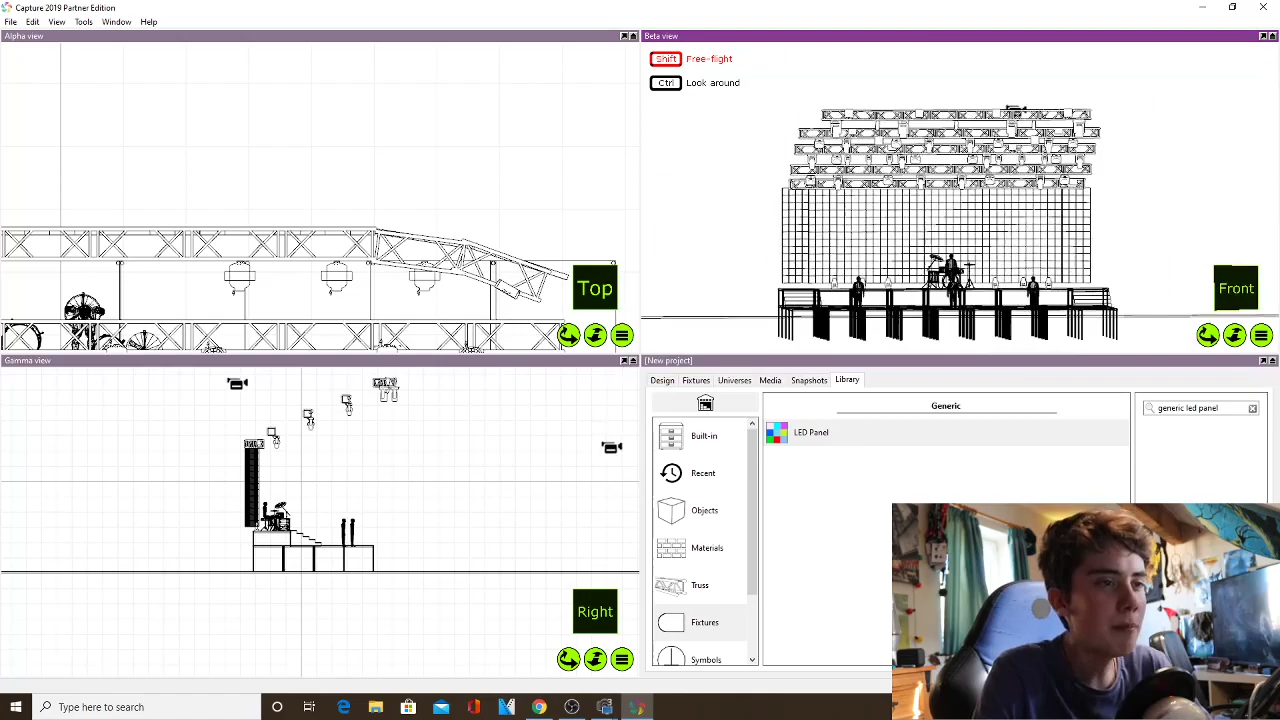 Capture 2019 Partner Edition
File Edit View Tools Window Help
Alpha view
Top
Beta view
Shift Free-flight
Ctrl Look around
Front
Gamma view
Right
[New project]
Design Fixtures Universes Media Snapshots Library
Built-in
Recent
Objects
Materials
Truss
Fixtures
Symbols
Generic
LED Panel
generic led panel
Type here to search